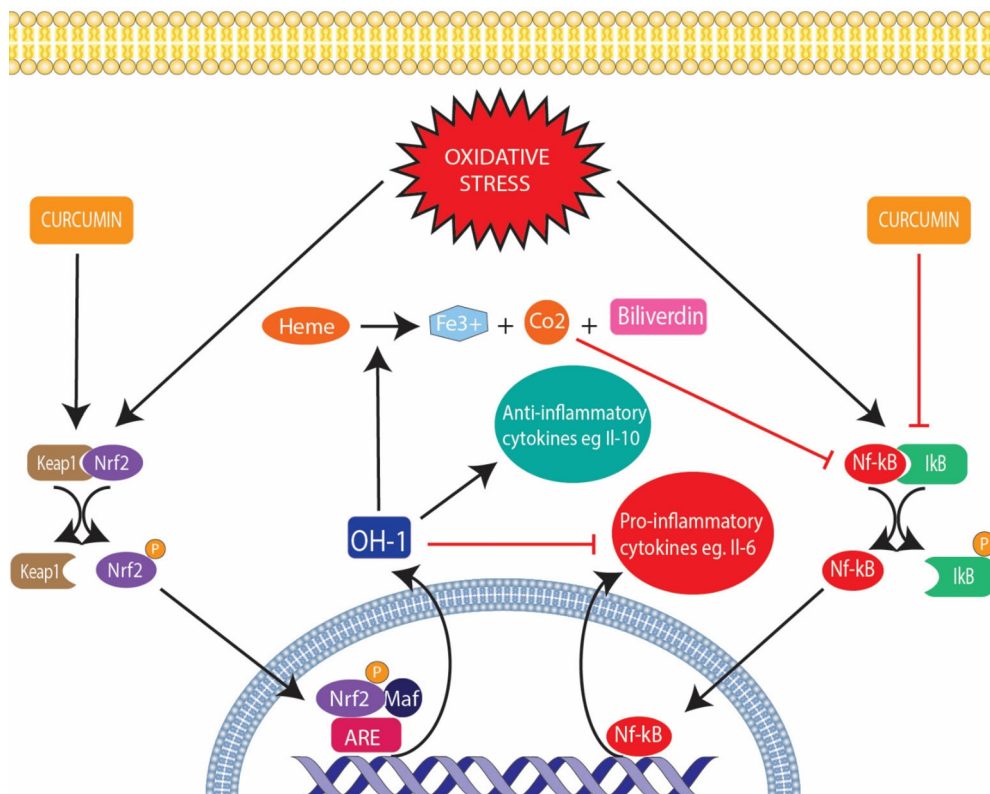 OXIDATIVE
STRESS
CURCUMIN
CURCUMIN
Heme
Fe3+
+
Co2
+
Biliverdin
Anti-inflammatory
cytokines eg Il-10
Keap1
Nrf2
Nf-kB
IkB
OH-1
Pro-inflammatory
cytokines eg. Il-6
Keap1
Nrf2
P
Nf-kB
IkB
P
P
Nrf2
Maf
ARE
Nf-kB